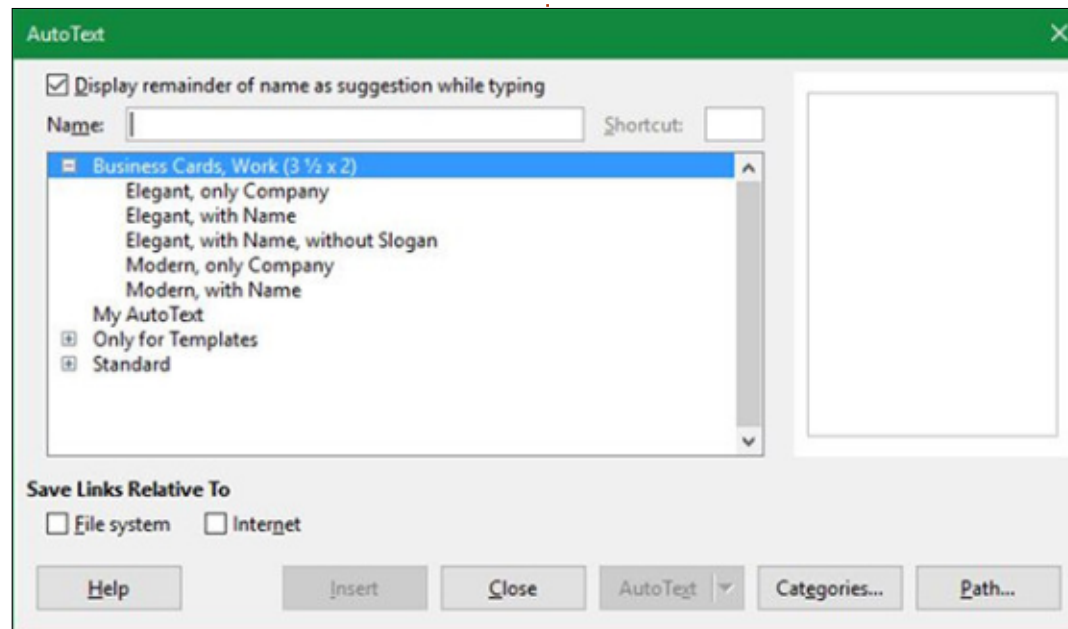 AutoText
Display remainder of name as suggestion while typing
Name: Shortcut:
Business Cards, Work (3 ½ x 2)
Elegant, only Company
Elegant, with Name
Elegant, with Name, without Slogan
Modern, only Company
Modern, with Name
My AutoText
Only for Templates
Standard
Save Links Relative To
File system Internet
Help Insert Close AutoText Categories... Path...